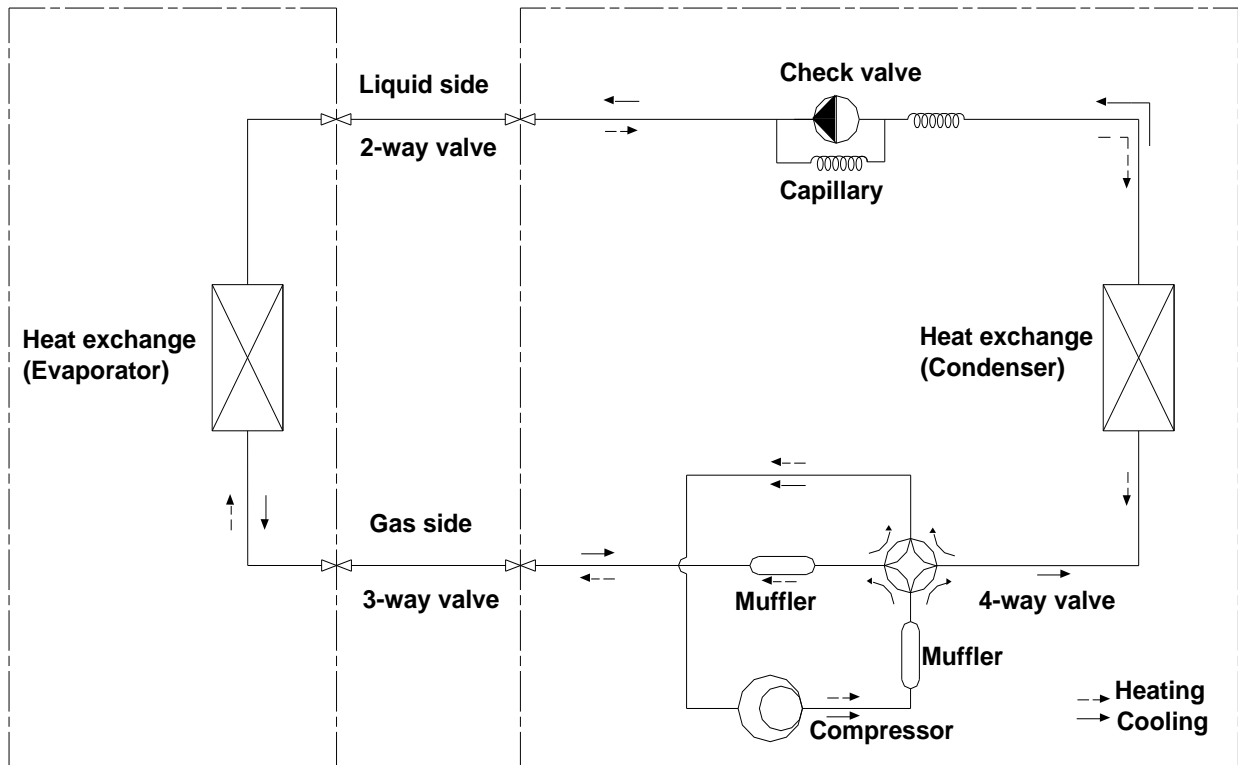 Check valve
Liquid side
2-way valve
Capillary
Heat exchange
(Evaporator)
Heat exchange
(Condenser)
Gas side
3-way valve
Muffler
4-way valve
Muffler
Heating
Compressor
Cooling